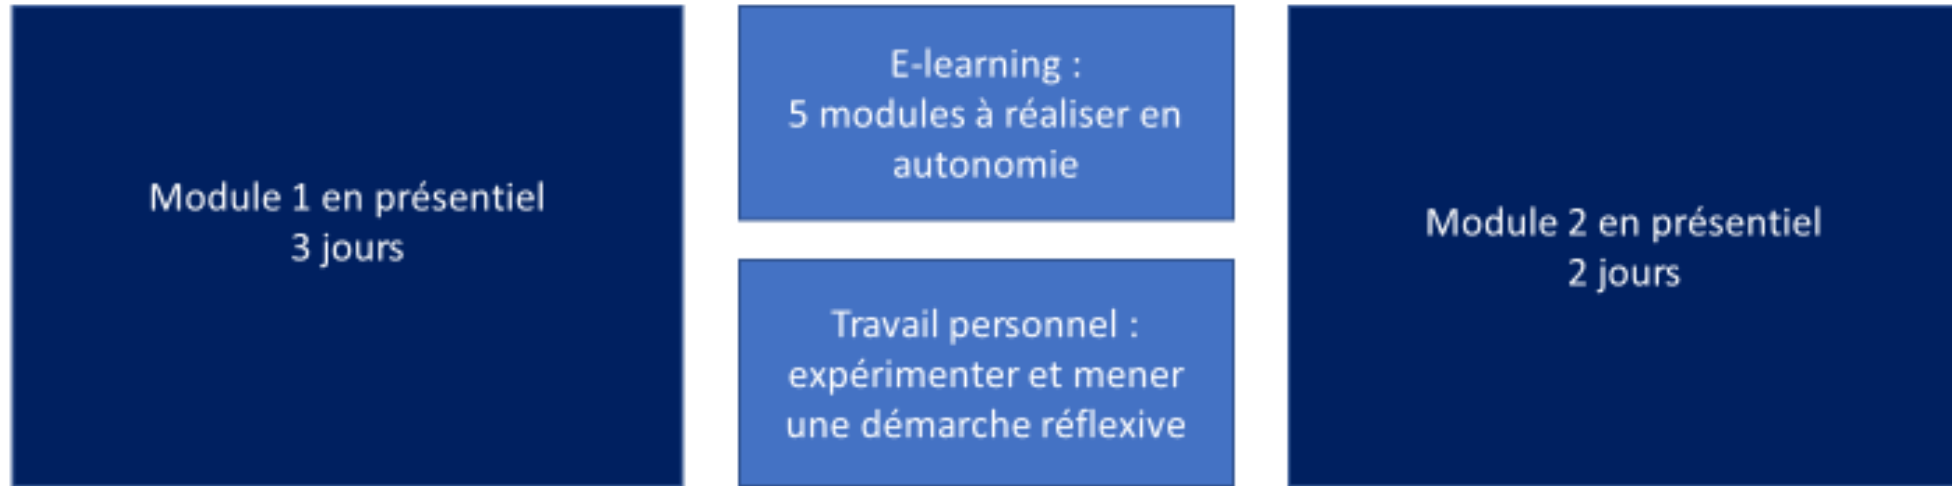 Module 1 en présentiel
3 jours
E-learning :
5 modules à réaliser en
autonomie
Travail personnel :
expérimenter et mener
une démarche réflexive
Module 2 en présentiel
2 jours